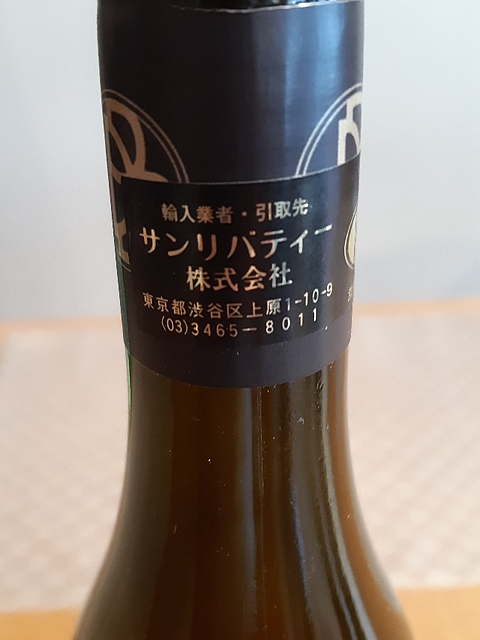 輸入業者・引取先
サンリバティー
株式会社
東京都渋谷区上原1-10-9
(03)3465-8011